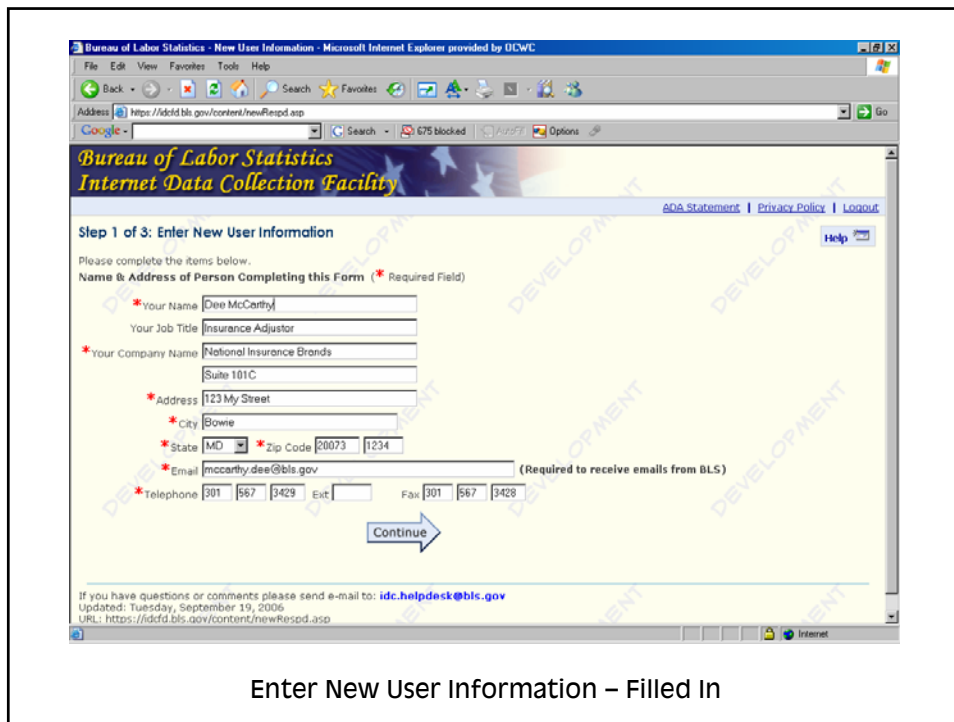 Bureau of Labor Statistics - New User Information - Microsoft Internet Explorer provided by OCWC
File Edit View Favorites Tools Help
Back Search Favorites
Address https://idcfd.bls.gov/content/newRespd.asp Go
Google Search 675 blocked AutoFill Options
Bureau of Labor Statistics
Internet Data Collection Facility
ADA Statement | Privacy Policy | Logout
Step 1 of 3: Enter New User Information
Help
Please complete the items below.
Name & Address of Person Completing this Form (* Required Field)
*Your Name Dee McCarthy
Your Job Title Insurance Adjustor
*Your Company Name National Insurance Brands
Suite 101C
*Address 123 My Street
*City Bowie
*State MD *Zip Code 20073 1234
*Email mccarthy.dee@bls.gov (Required to receive emails from BLS)
*Telephone 301 567 3429 Ext Fax 301 567 3428
Continue
If you have questions or comments please send e-mail to: idc.helpdesk@bls.gov
Updated: Tuesday, September 19, 2006
URL: https://idcfd.bls.gov/content/newRespd.asp
Internet
DEVELOPMENT
Enter New User Information – Filled In